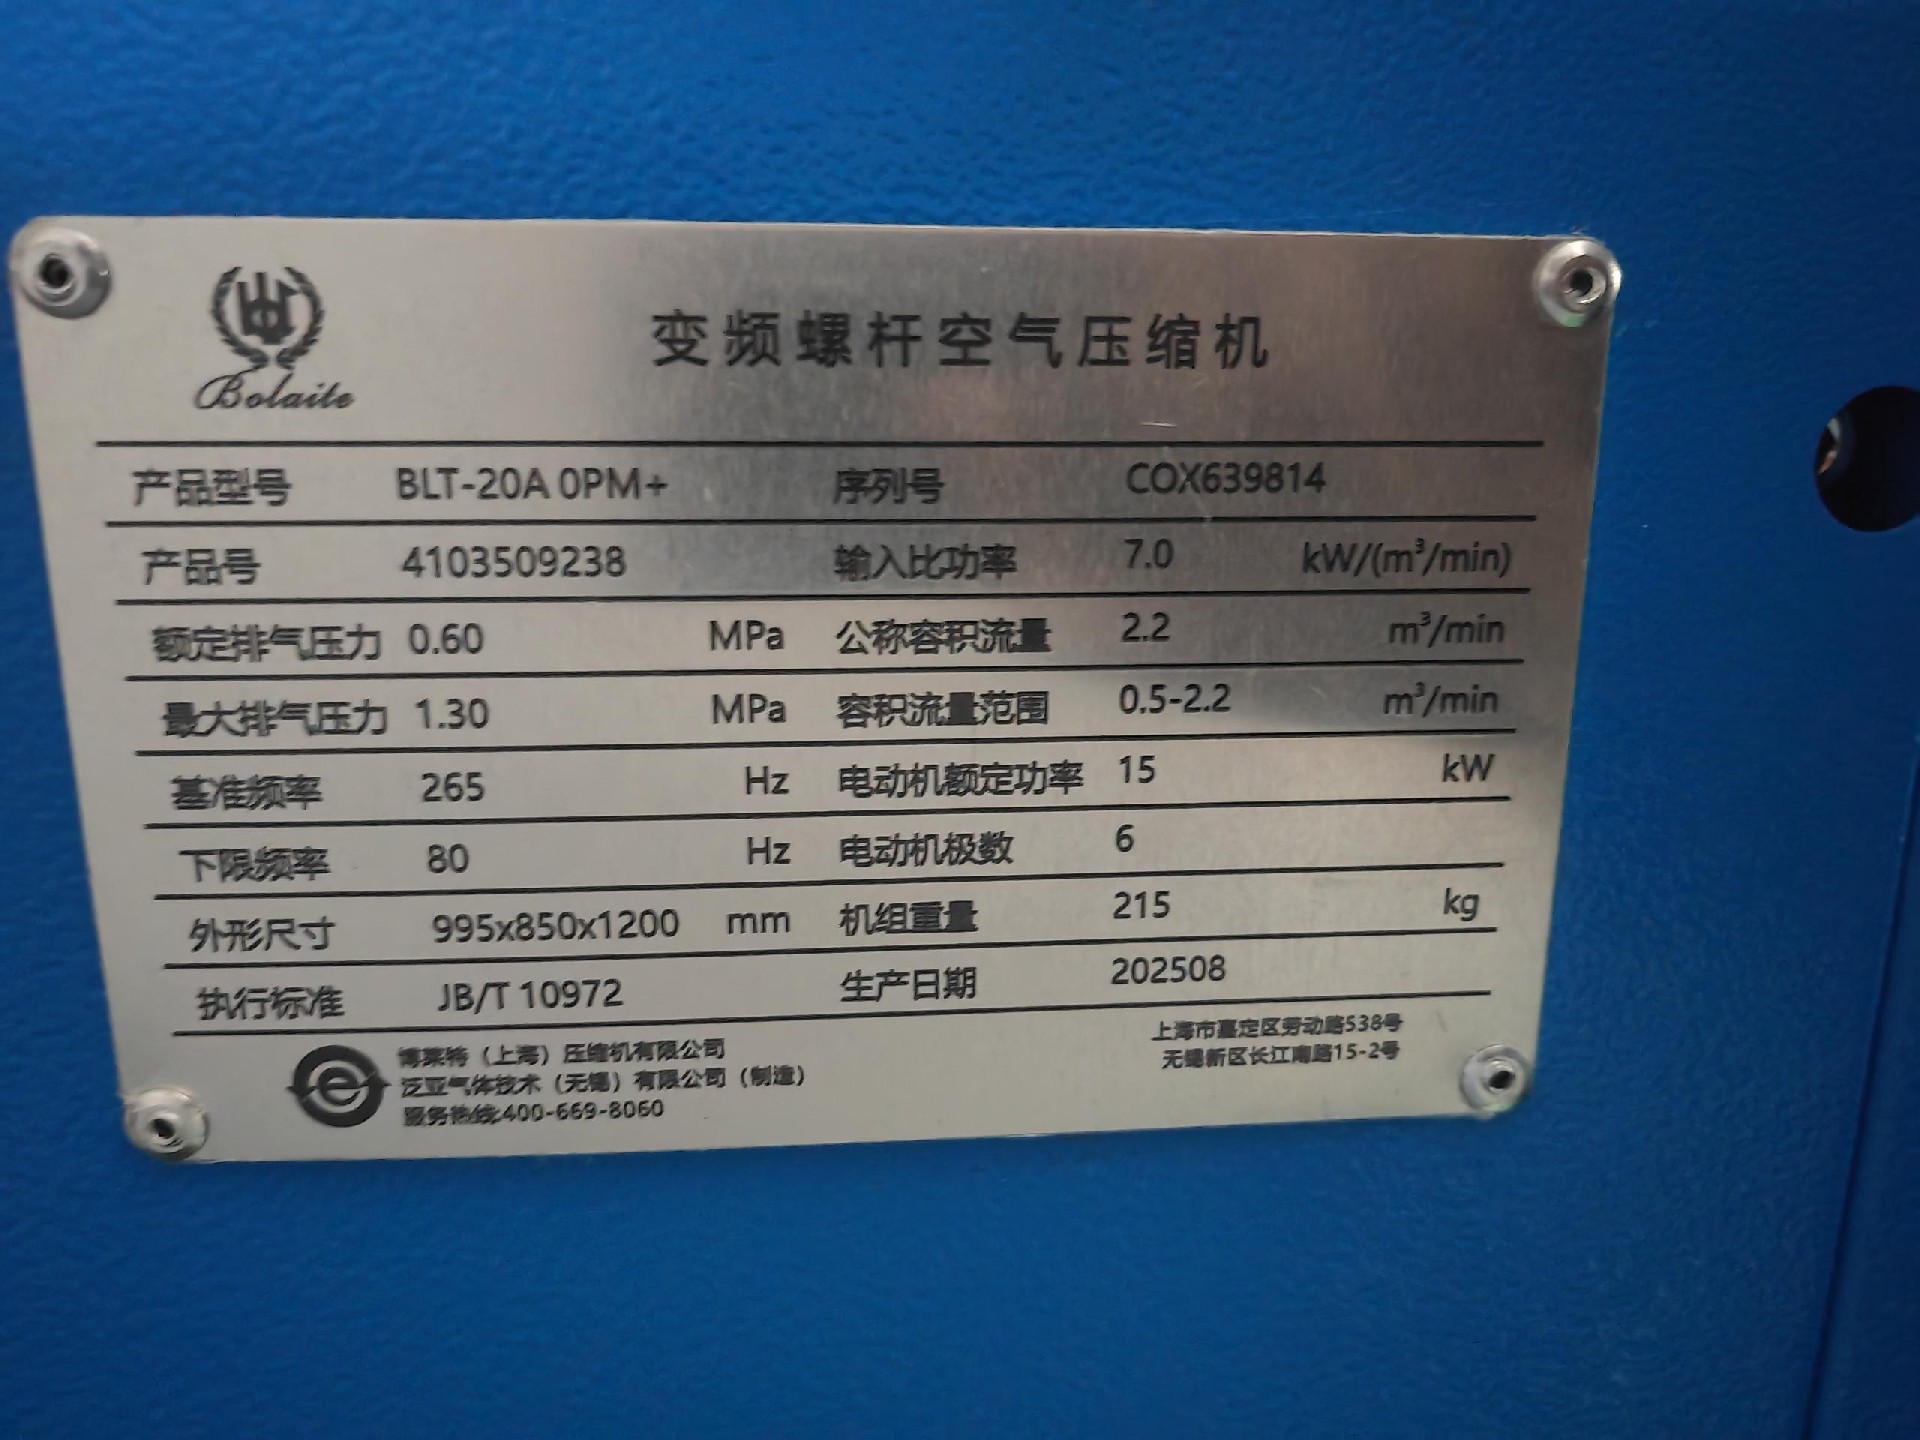 Bolaite
变频螺杆空气压缩机
产品型号 BLT-20A 0PM+ 序列号 COX639814
产品号 4103509238 输入比功率 7.0 kW/(m³/min)
额定排气压力 0.60 MPa 公称容积流量 2.2 m³/min
最大排气压力 1.30 MPa 容积流量范围 0.5-2.2 m³/min
基准频率 265 Hz 电动机额定功率 15 kW
下限频率 80 Hz 电动机极数 6
外形尺寸 995x850x1200 mm 机组重量 215 kg
执行标准 JB/T 10972 生产日期 202508
博莱特（上海）压缩机有限公司 上海市嘉定区劳动路538号
泛亚气体技术（无锡）有限公司（制造） 无锡新区长江南路15-2号
服务热线:400-669-8060